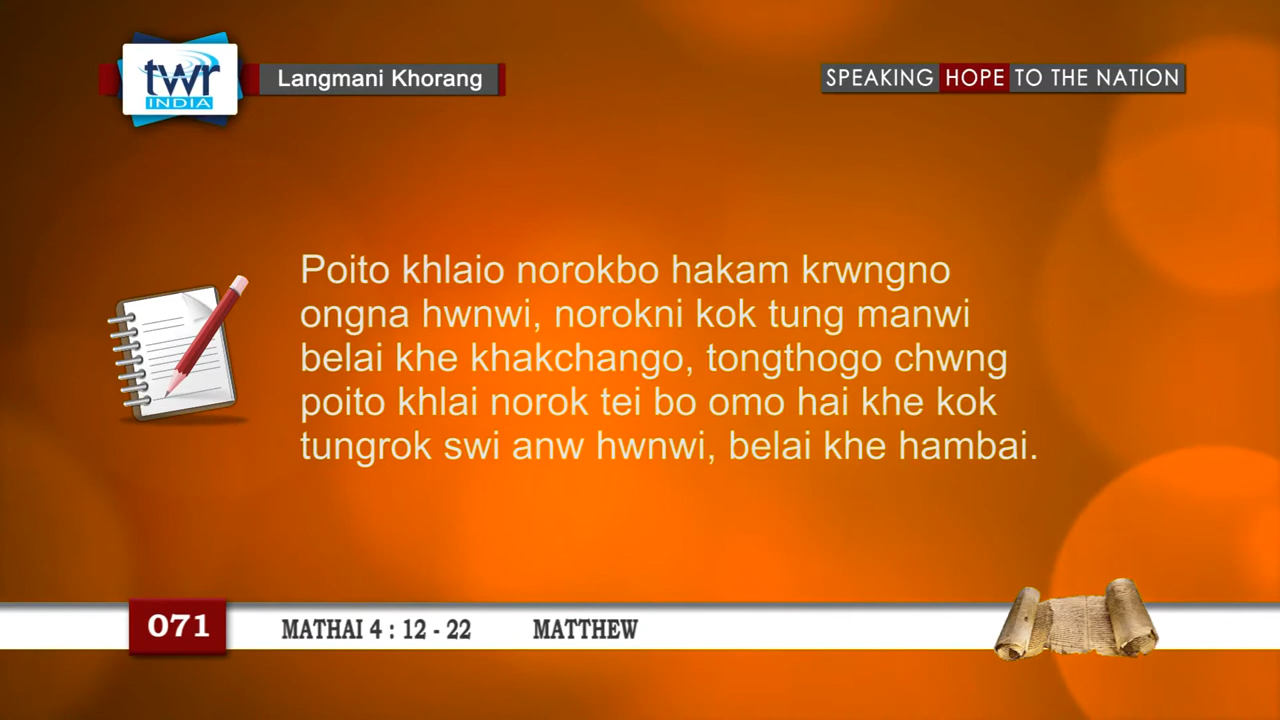 twr
INDIA
Langmani Khorang
SPEAKING HOPE TO THE NATION
Poito khlaio norokbo hakam krwngno
ongna hwnwi, norokni kok tung manwi
belai khe khakchango, tongthogo chwng
poito khlai norok tei bo omo hai khe kok
tungrok swi anw hwnwi, belai khe hambai.
071
MATHAI 4 : 12 - 22
MATTHEW